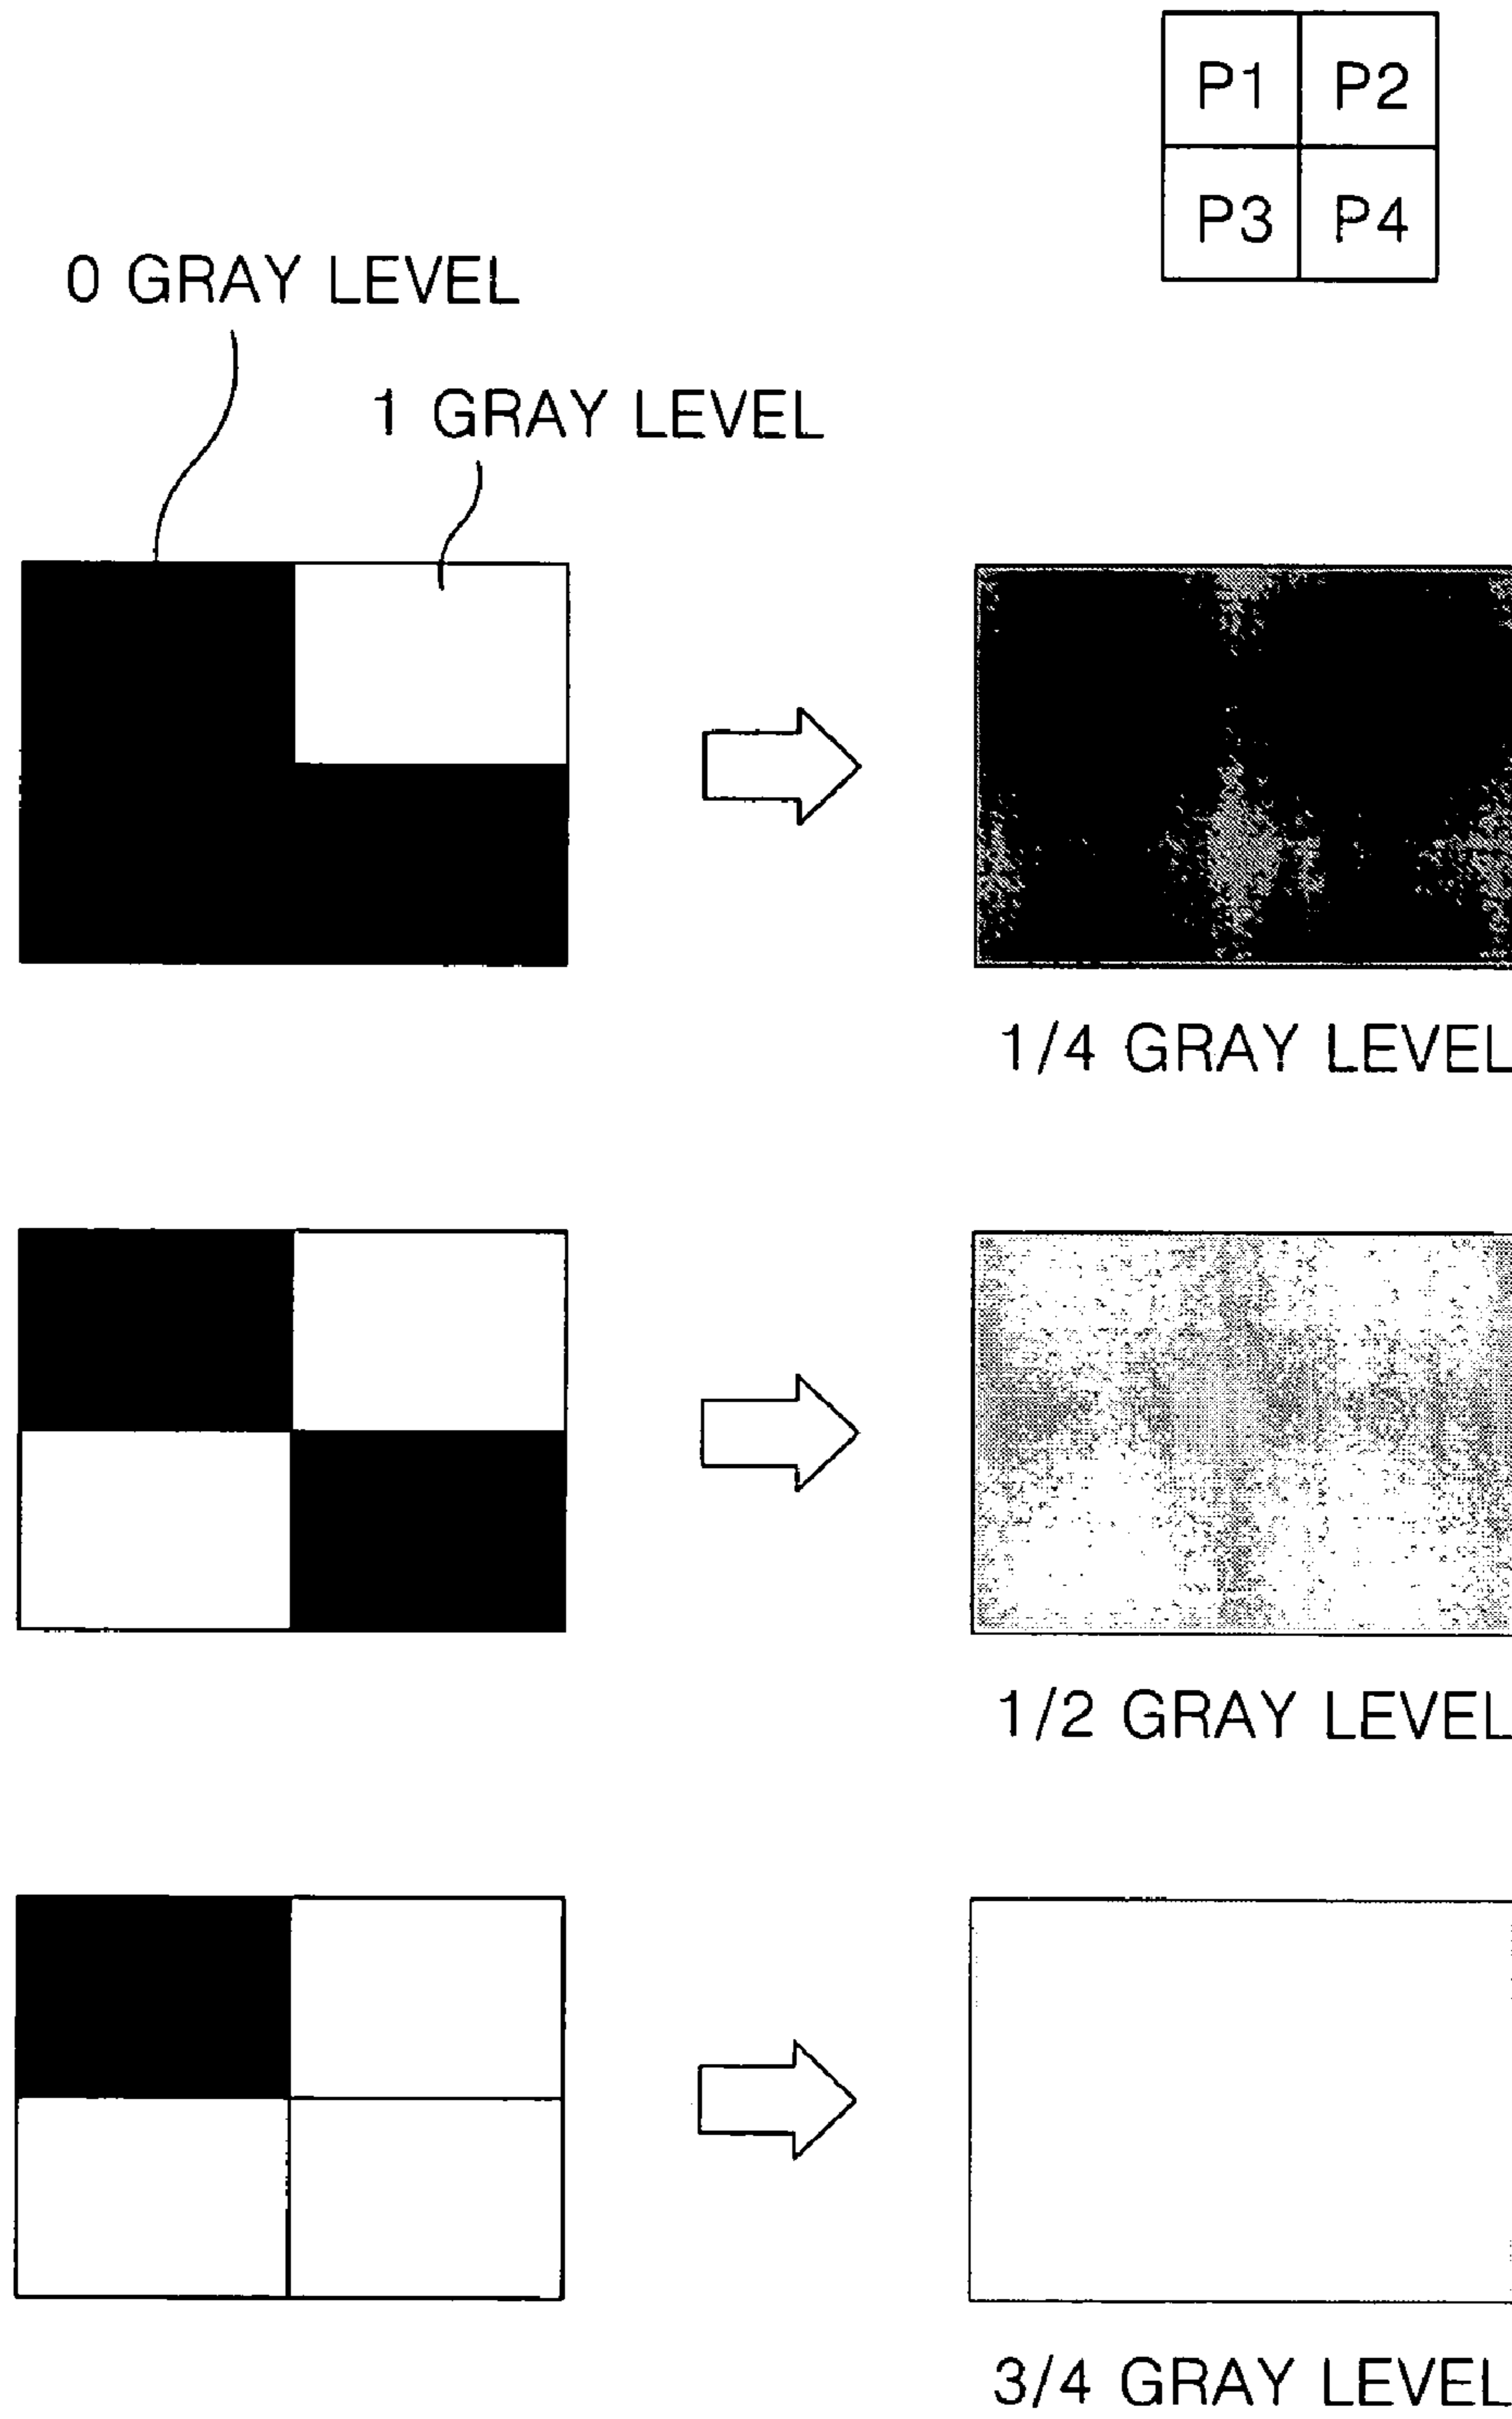 P1 P2
P3 P4
0 GRAY LEVEL
1 GRAY LEVEL
1/4 GRAY LEVEL
1/2 GRAY LEVEL
3/4 GRAY LEVEL